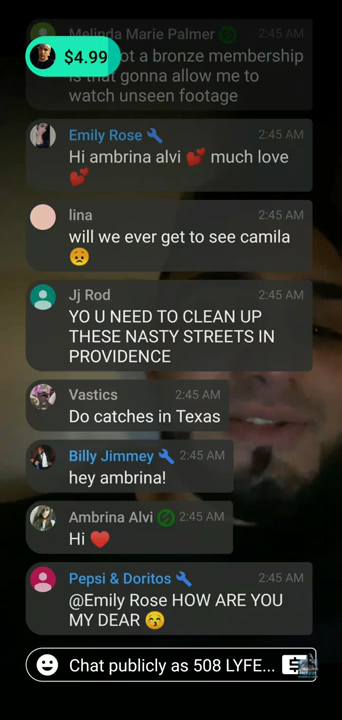 Melinda Marie Palmer 2:45 AM
$4.99
ot a bronze membership
is that gonna allow me to
watch unseen footage
Emily Rose 2:45 AM
Hi ambrina alvi 💕 much love
💕
lina 2:45 AM
will we ever get to see camila
😟
Jj Rod 2:45 AM
YO U NEED TO CLEAN UP
THESE NASTY STREETS IN
PROVIDENCE
Vastics 2:45 AM
Do catches in Texas
Billy Jimmey 2:45 AM
hey ambrina!
Ambrina Alvi 2:45 AM
Hi ❤️
Pepsi & Doritos 2:45 AM
@Emily Rose HOW ARE YOU
MY DEAR 😙
Chat publicly as 508 LYFE...